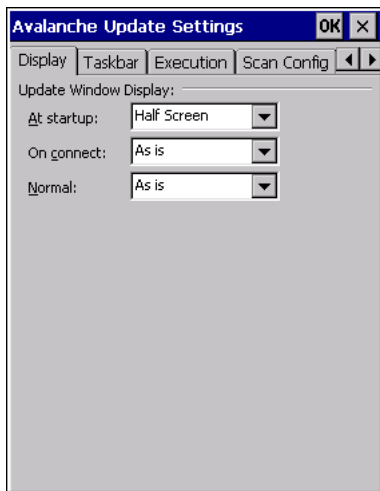 Avalanche Update Settings OK ×
Display Taskbar Execution Scan Config
Update Window Display:
At startup: Half Screen
On connect: As is
Normal: As is